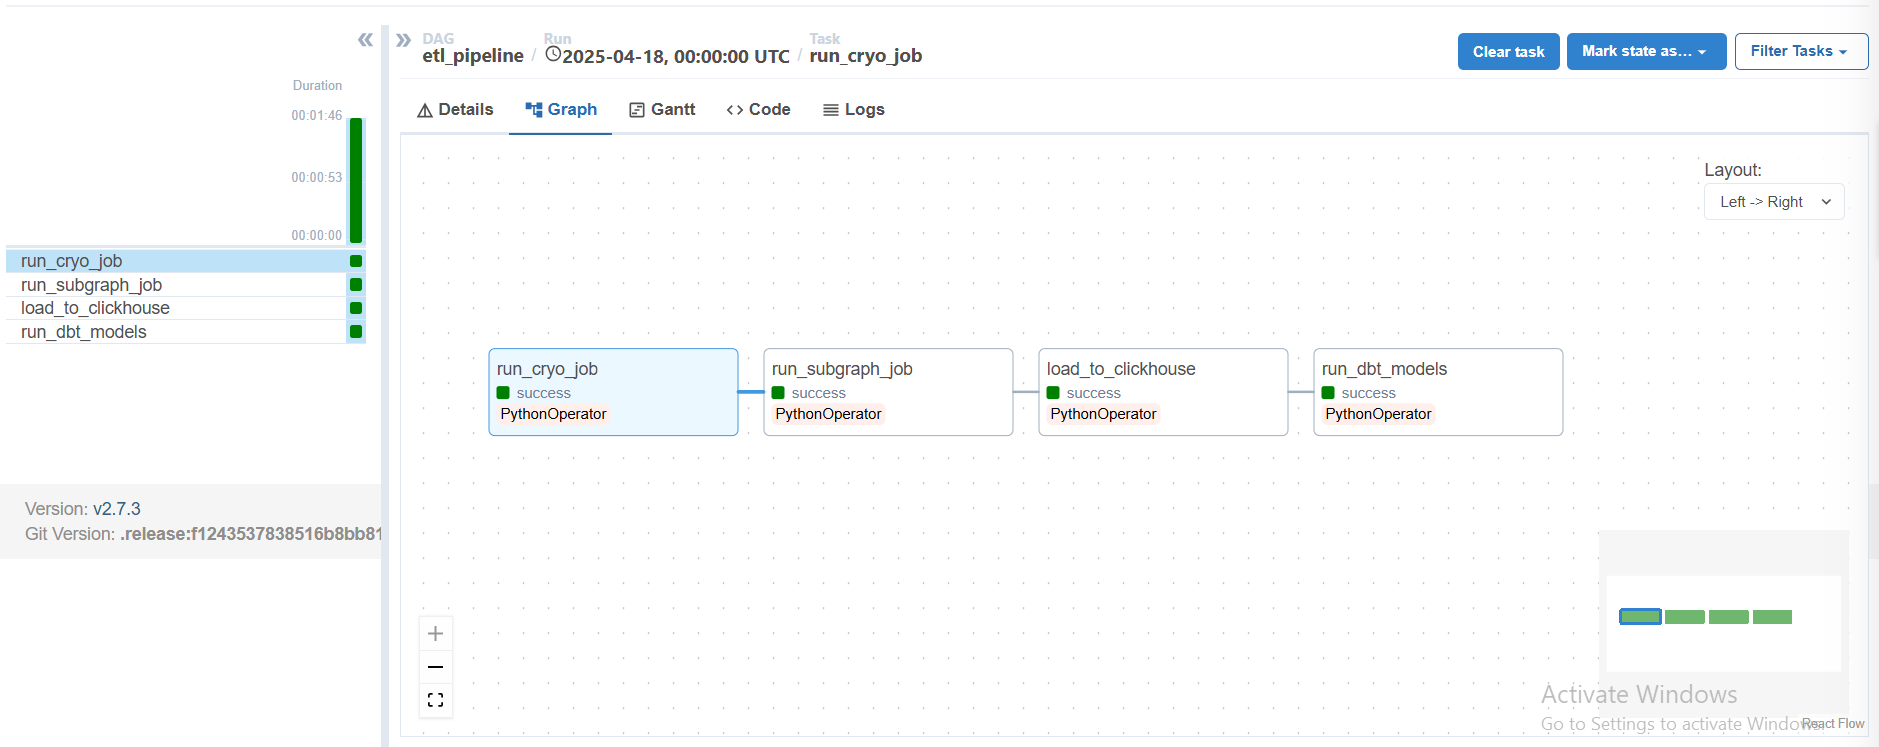 DAG
etl_pipeline
/
Run
2025-04-18, 00:00:00 UTC
/
Task
run_cryo_job
Clear task
Mark state as...
Filter Tasks
Duration
00:01:46
00:00:53
00:00:00
run_cryo_job
run_subgraph_job
load_to_clickhouse
run_dbt_models
Version: v2.7.3
Git Version: .release:f1243537838516b8bb81
Details
Graph
Gantt
Code
Logs
Layout:
Left -> Right
run_cryo_job
success
PythonOperator
run_subgraph_job
success
PythonOperator
load_to_clickhouse
success
PythonOperator
run_dbt_models
success
PythonOperator
Activate Windows
Go to Settings to activate Windows.
React Flow